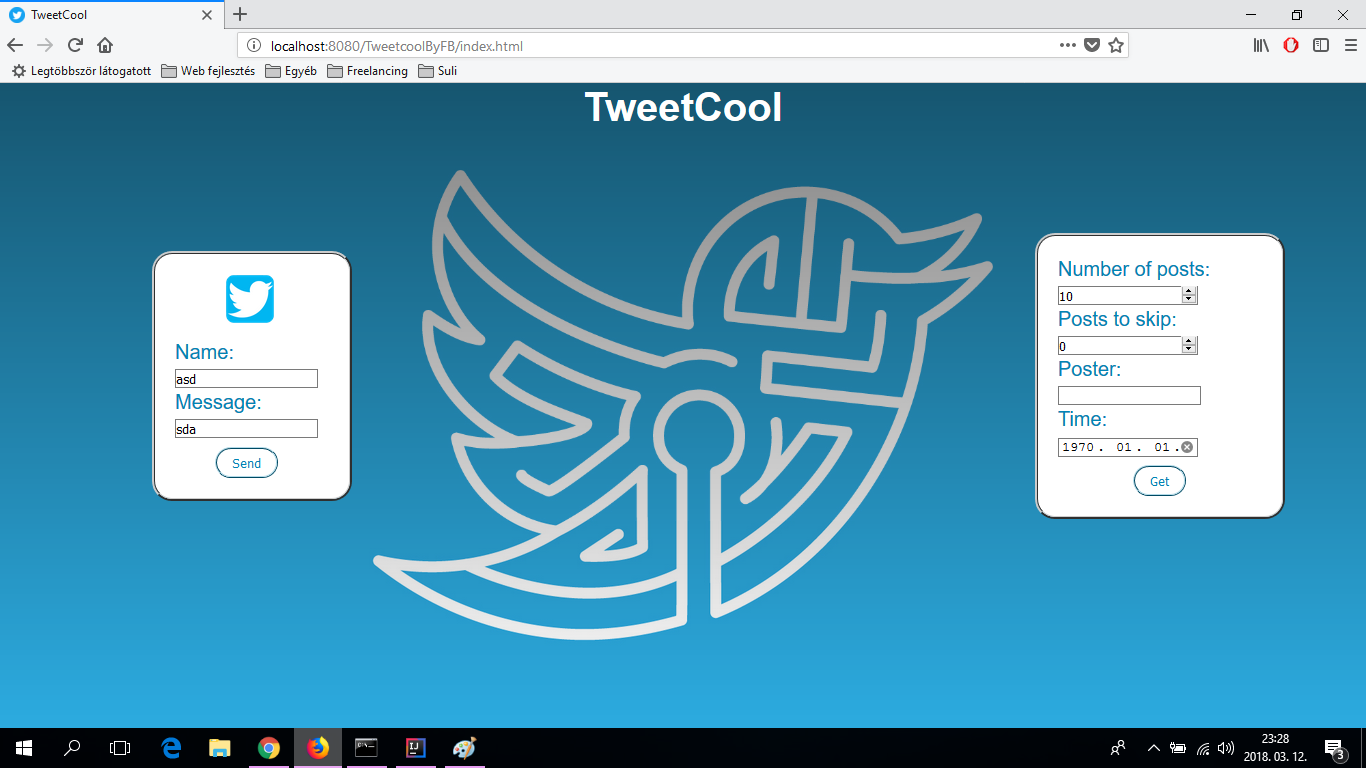 TweetCool
localhost:8080/TweetcoolByFB/index.html
Legtöbbször látogatott Web fejlesztés Egyéb Freelancing Suli
TweetCool
Name:
asd
Message:
sda
Send
Number of posts:
10
Posts to skip:
0
Poster:
Time:
1970. 01. 01.
Get
23:28
2018. 03. 12.
3